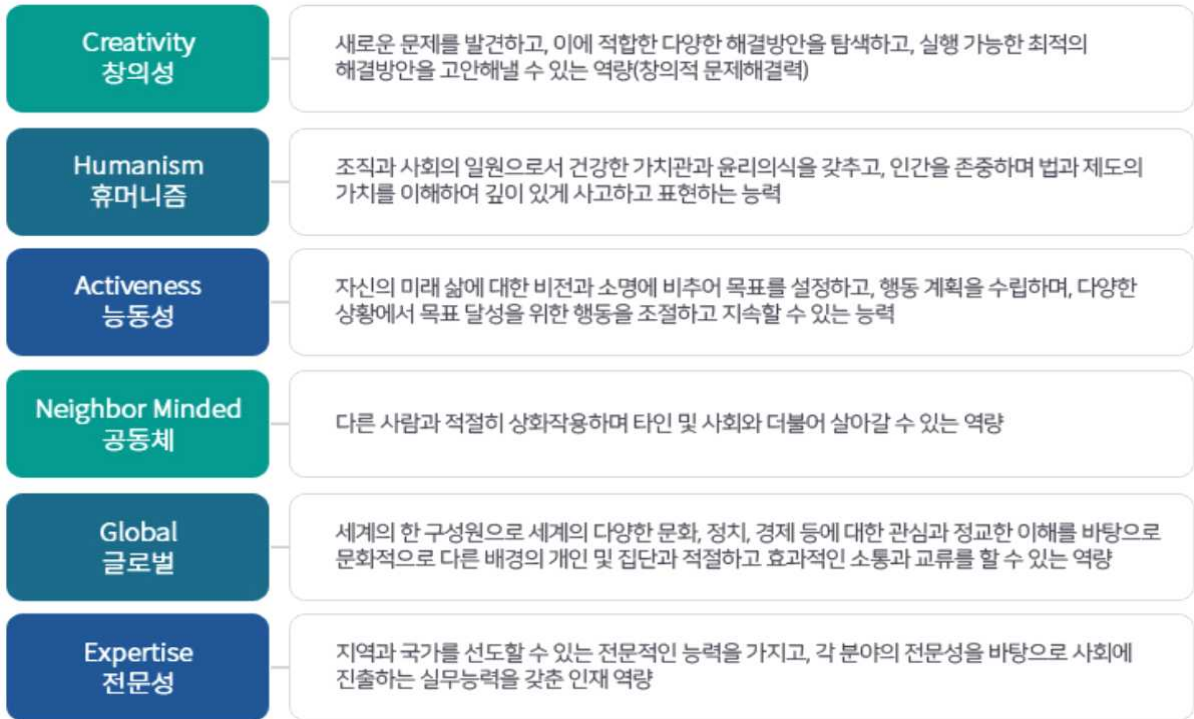 Creativity
창의성
새로운 문제를 발견하고, 이에 적합한 다양한 해결방안을 탐색하고, 실행 가능한 최적의
해결방안을 고안해낼 수 있는 역량(창의적 문제해결력)
Humanism
휴머니즘
조직과 사회의 일원으로서 건강한 가치관과 윤리의식을 갖추고, 인간을 존중하며 법과 제도의
가치를 이해하여 깊이 있게 사고하고 표현하는 능력
Activeness
능동성
자신의 미래 삶에 대한 비전과 소명에 비추어 목표를 설정하고, 행동 계획을 수립하며, 다양한
상황에서 목표 달성을 위한 행동을 조절하고 지속할 수 있는 능력
Neighbor Minded
공동체
다른 사람과 적절히 상화작용하며 타인 및 사회와 더불어 살아갈 수 있는 역량
Global
글로벌
세계의 한 구성원으로 세계의 다양한 문화, 정치, 경제 등에 대한 관심과 정교한 이해를 바탕으로
문화적으로 다른 배경의 개인 및 집단과 적절하고 효과적인 소통과 교류를 할 수 있는 역량
Expertise
전문성
지역과 국가를 선도할 수 있는 전문적인 능력을 가지고, 각 분야의 전문성을 바탕으로 사회에
진출하는 실무능력을 갖춘 인재 역량